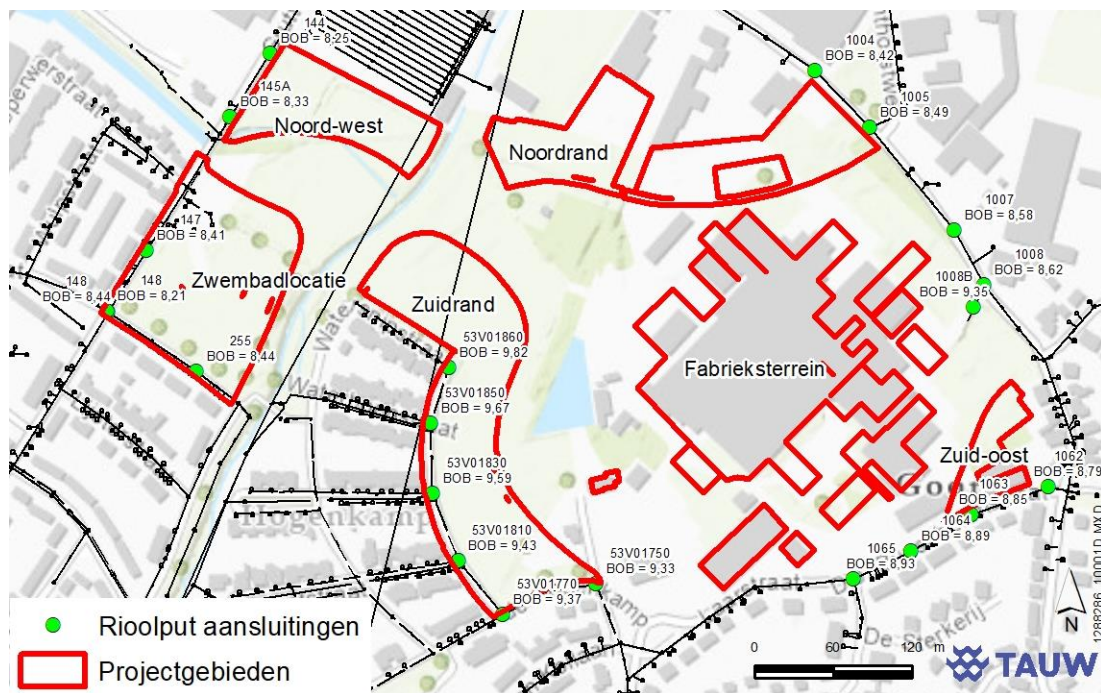 144
BOB = 8,25
145A
BOB = 8,33
Noord-west
1004
BOB = 8,42
1005
BOB = 8,49
Noordrand
147
BOB = 8,41
1007
BOB = 8,58
1008
BOB = 8,62
1008B
BOB = 9,35
148
BOB = 8,44
148
BOB = 8,21
Zwembadlocatie
Zuidrand
255
BOB = 8,44
53V01860
BOB = 9,82
Fabrieksterrein
53V01850
BOB = 9,67
53V01830
BOB = 9,59
Zuid-oost
1062
BOB = 8,79
1063
BOB = 8,85
1064
BOB = 8,89
1065
BOB = 8,93
Hogenkamp
53V01810
BOB = 9,43
53V01750
BOB = 9,33
53V01770
BOB = 9,37
De Sterkerij
Rioolput aansluitingen
Projectgebieden
0 60 120 m
N
TAUW